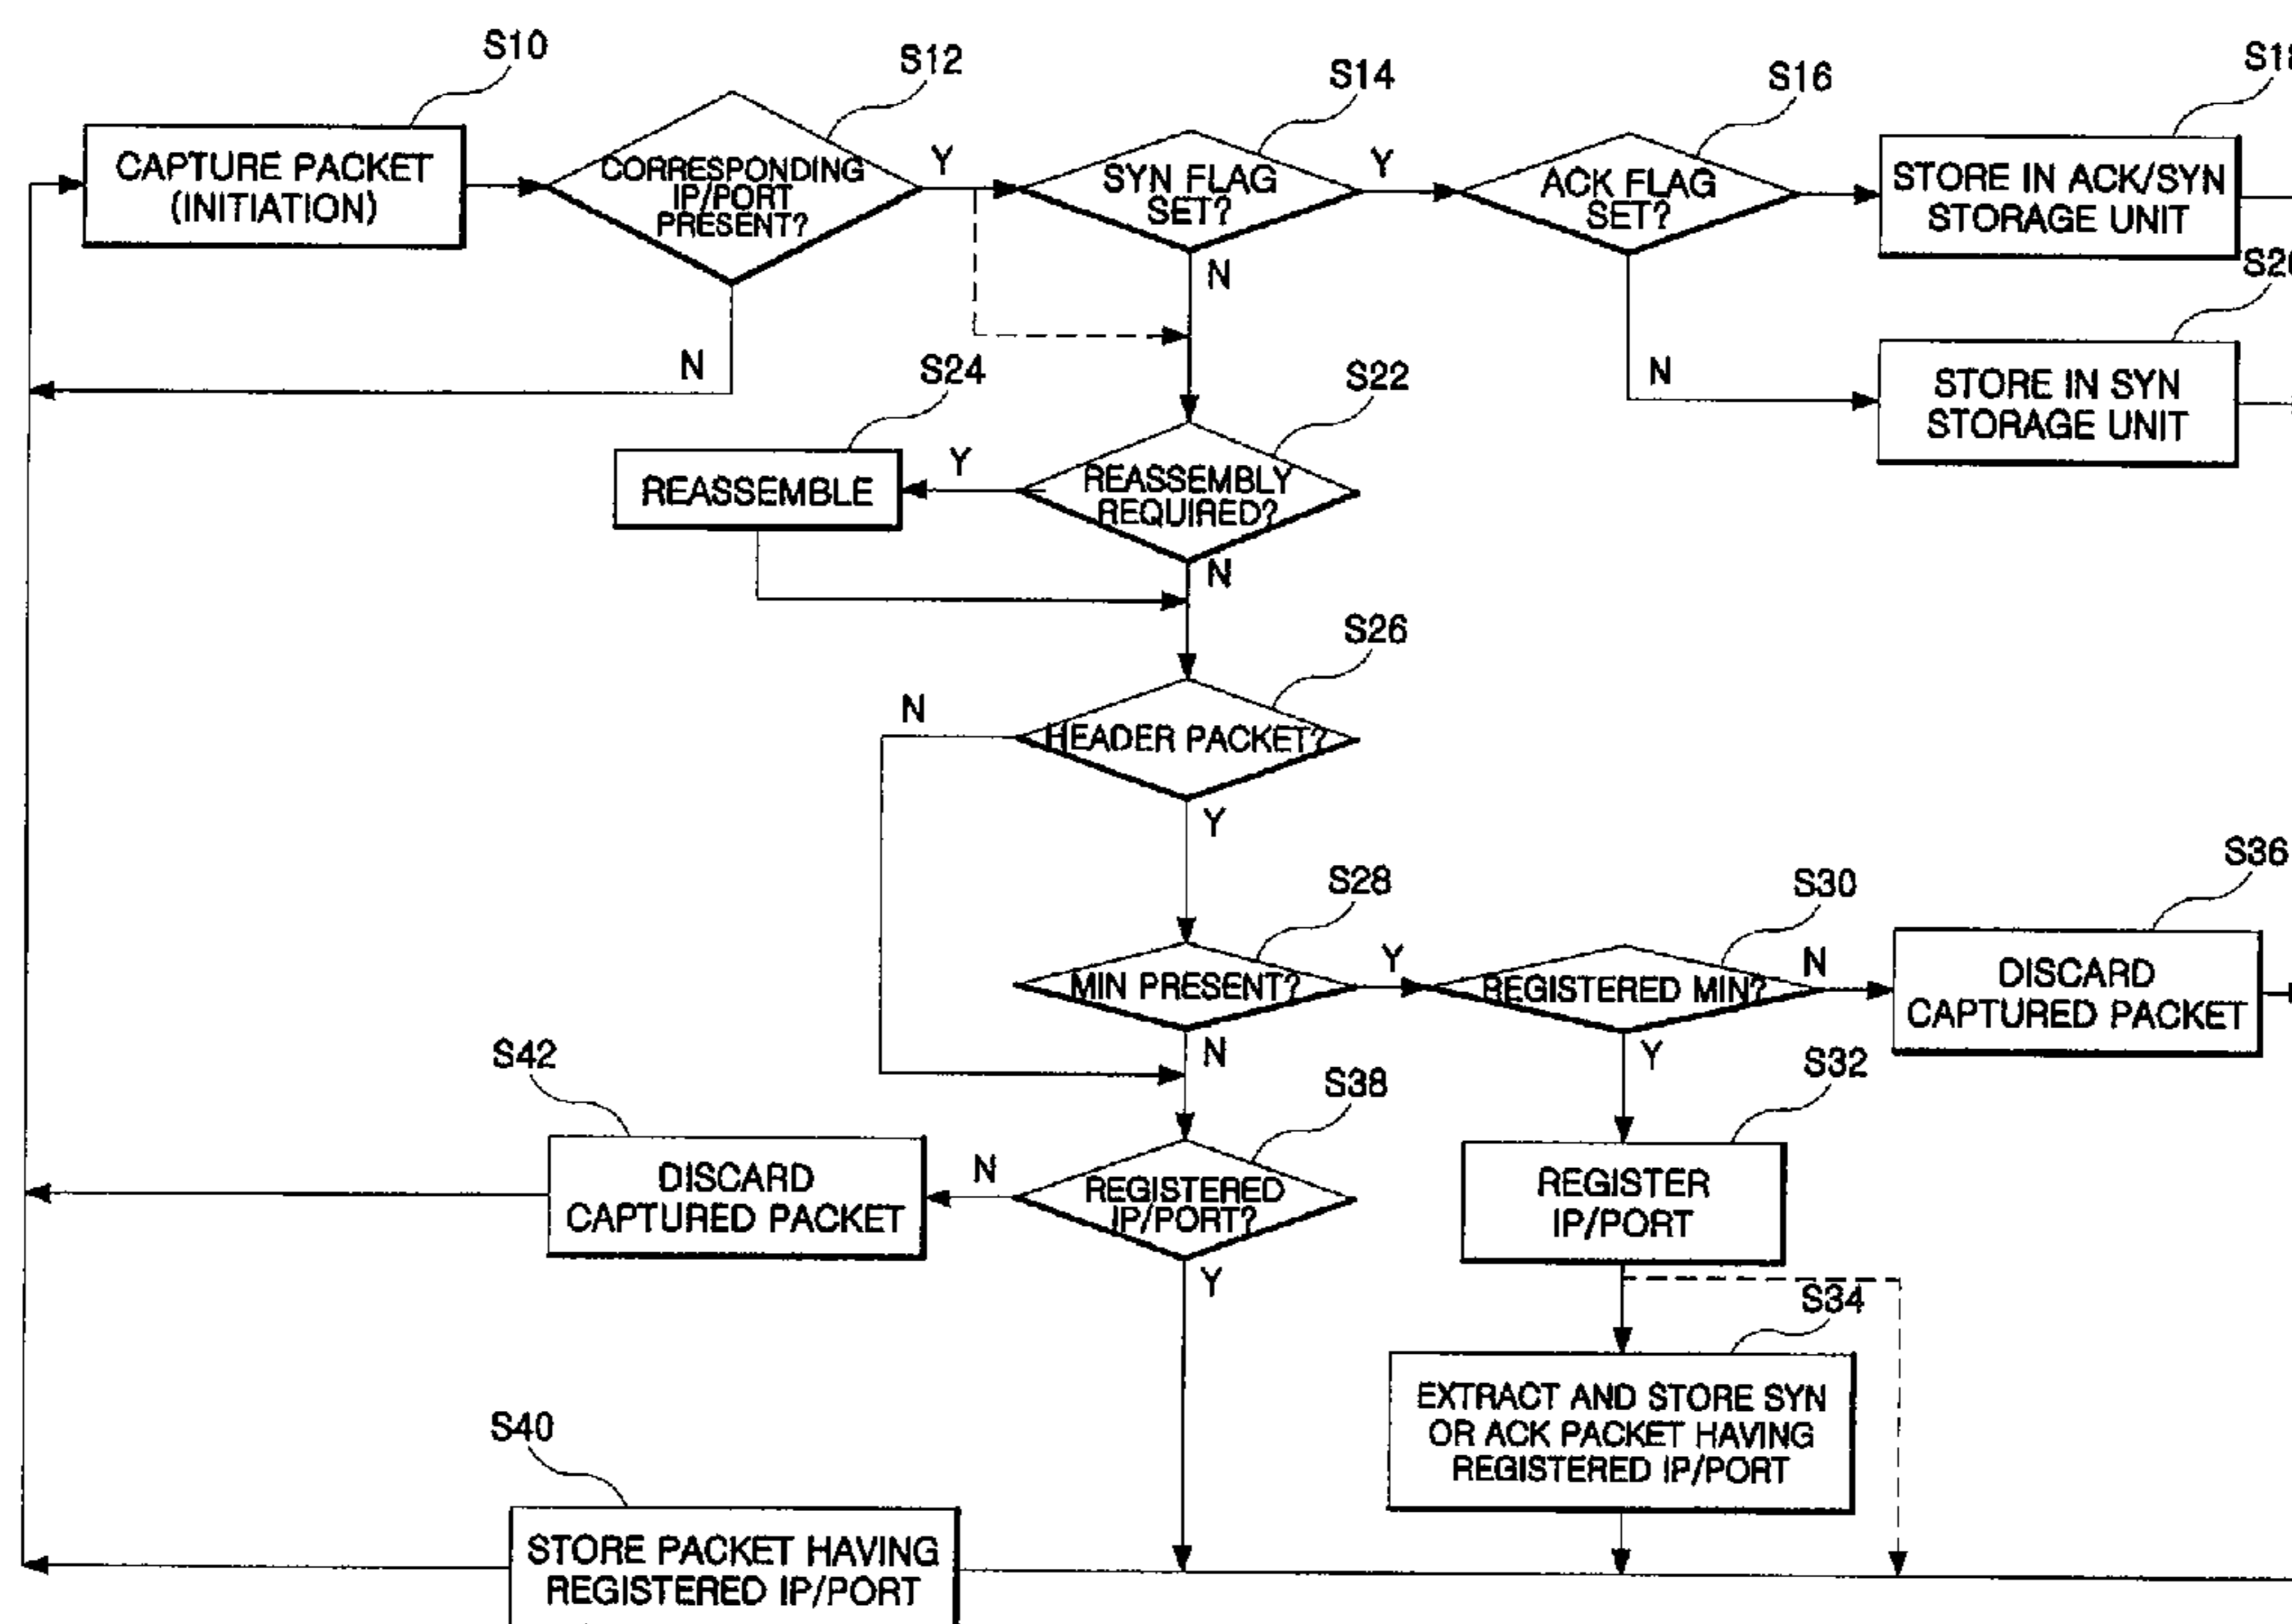 S10
S12
S14
S16
S18
CAPTURE PACKET
(INITIATION)
CORRESPONDING
IP/PORT
PRESENT?
Y
SYN FLAG
SET?
Y
ACK FLAG
SET?
STORE IN ACK/SYN
STORAGE UNIT
N
N
S20
N
STORE IN SYN
STORAGE UNIT
S24
S22
REASSEMBLE
Y
REASSEMBLY
REQUIRED?
N
S26
N
HEADER PACKET?
Y
S28
S30
S36
MIN PRESENT?
Y
REGISTERED MIN?
N
DISCARD
CAPTURED PACKET
N
Y
S42
S38
S32
DISCARD
CAPTURED PACKET
N
REGISTERED
IP/PORT?
REGISTER
IP/PORT
Y
S34
EXTRACT AND STORE SYN
OR ACK PACKET HAVING
REGISTERED IP/PORT
S40
STORE PACKET HAVING
REGISTERED IP/PORT